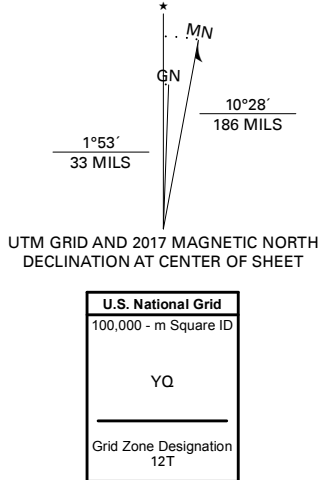 ★
MN
GN
1°53´
33 MILS
10°28´
186 MILS
UTM GRID AND 2017 MAGNETIC NORTH
DECLINATION AT CENTER OF SHEET
U.S. National Grid
100,000 - m Square ID
YQ
Grid Zone Designation
12T